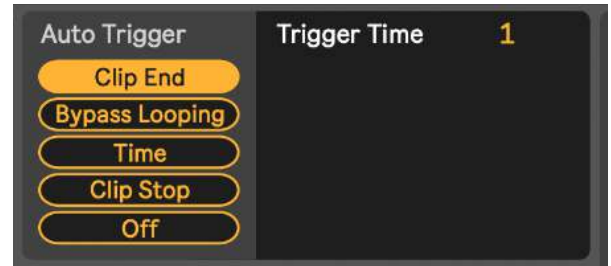 Auto Trigger
Clip End
Bypass Looping
Time
Clip Stop
Off
Trigger Time 1